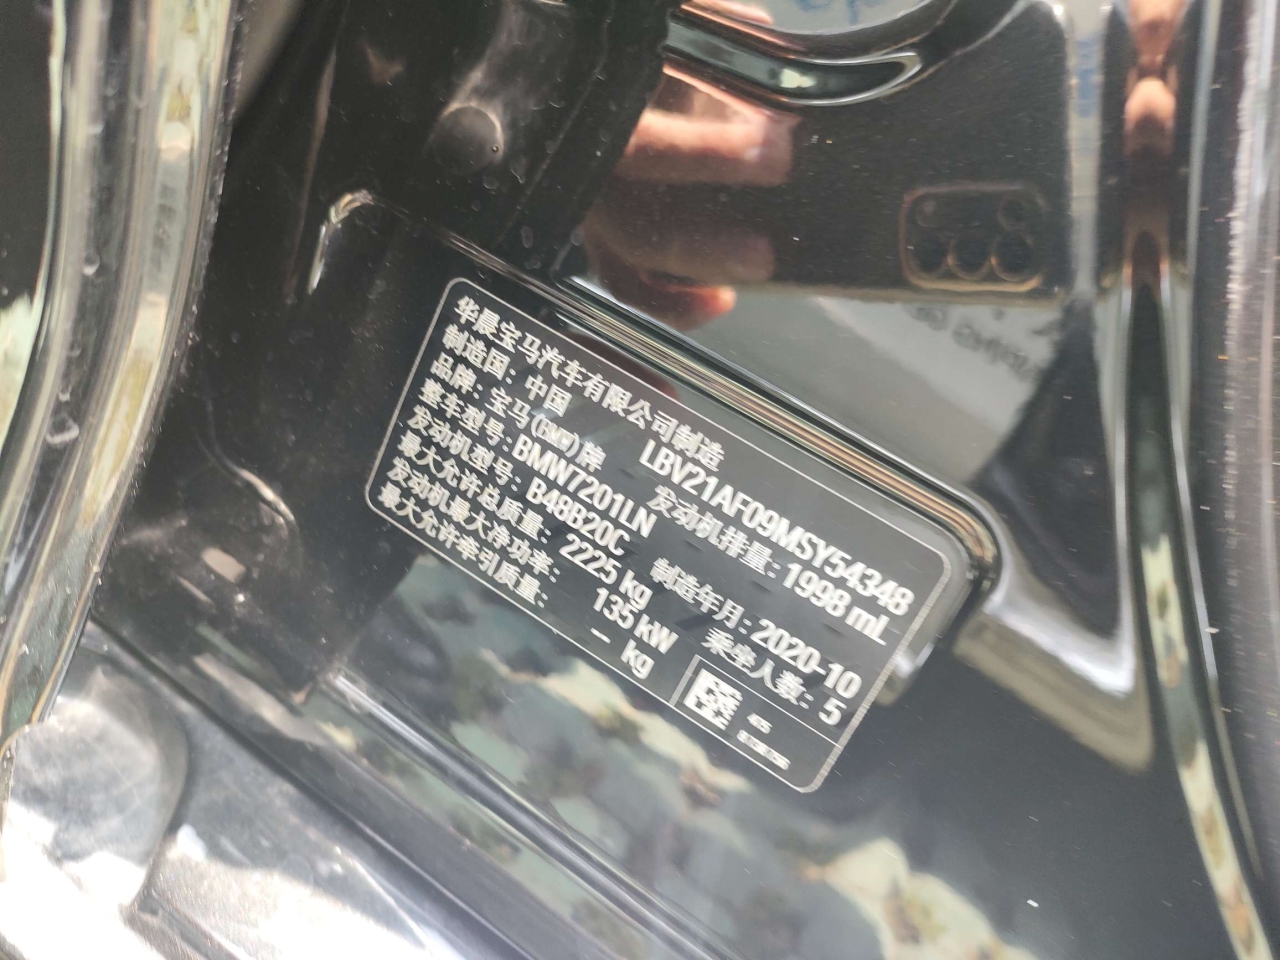 华晨宝马汽车有限公司制造
制造国：中国 LBV21AF09MSY54348
品牌：宝马(BMW)牌 发动机排量：1998 mL
整车型号：BMW7201LN
发动机型号：B48B20C 制造年月：2020-10
最大允许总质量：2225 kg 乘坐人数：5
发动机最大净功率：135 kW
最大允许牵引质量：— kg